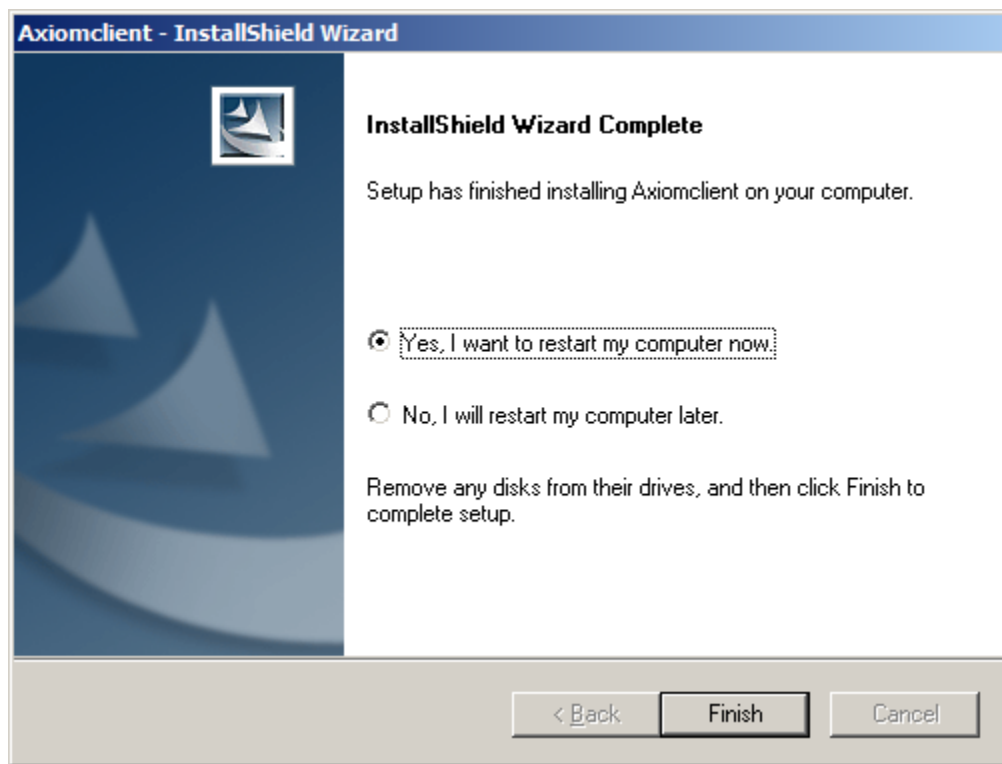 Axiomclient - InstallShield Wizard
InstallShield Wizard Complete
Setup has finished installing Axiomclient on your computer.
Yes, I want to restart my computer now.
No, I will restart my computer later.
Remove any disks from their drives, and then click Finish to
complete setup.
< Back
Finish
Cancel